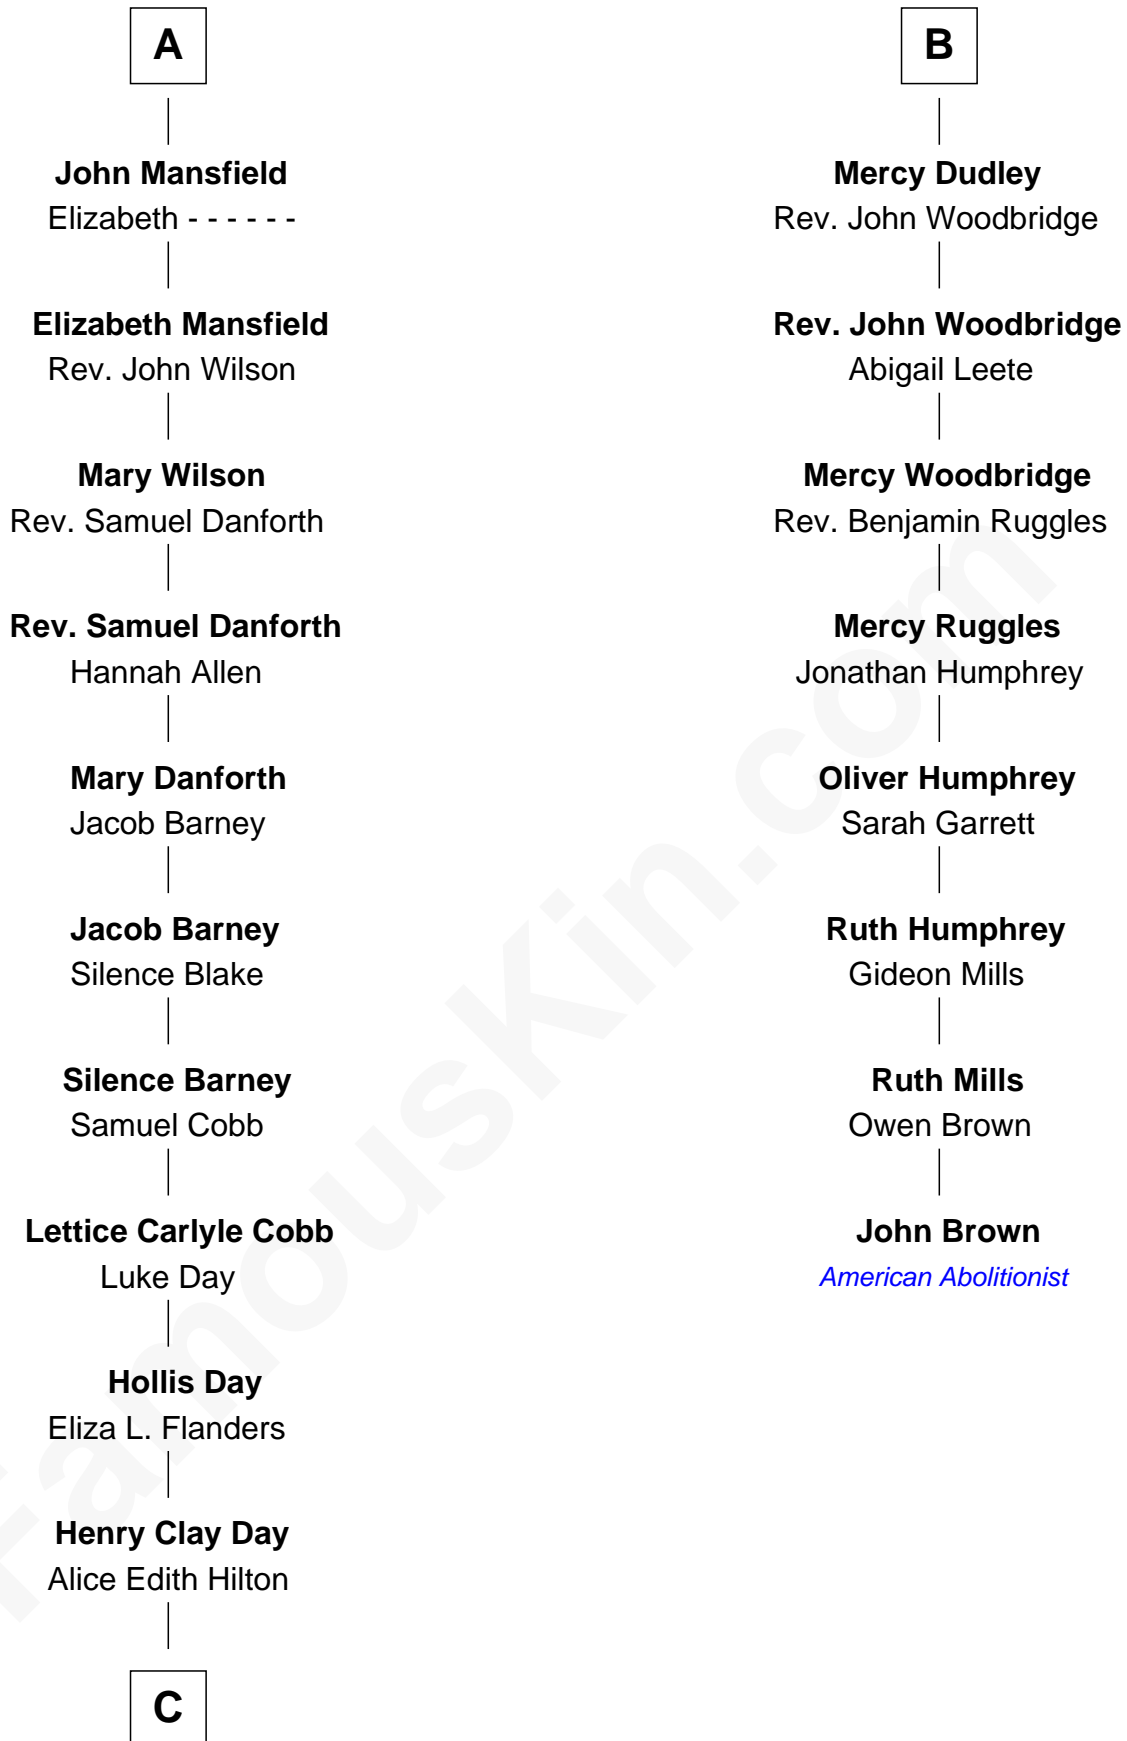 A
John Mansfield
Elizabeth - - - - - -
Elizabeth Mansfield
Rev. John Wilson
Mary Wilson
Rev. Samuel Danforth
Rev. Samuel Danforth
Hannah Allen
Mary Danforth
Jacob Barney
Jacob Barney
Silence Blake
Silence Barney
Samuel Cobb
Lettice Carlyle Cobb
Luke Day
Hollis Day
Eliza L. Flanders
Henry Clay Day
Alice Edith Hilton
C
B
Mercy Dudley
Rev. John Woodbridge
Rev. John Woodbridge
Abigail Leete
Mercy Woodbridge
Rev. Benjamin Ruggles
Mercy Ruggles
Jonathan Humphrey
Oliver Humphrey
Sarah Garrett
Ruth Humphrey
Gideon Mills
Ruth Mills
Owen Brown
John Brown
American Abolitionist
FamousKin.com